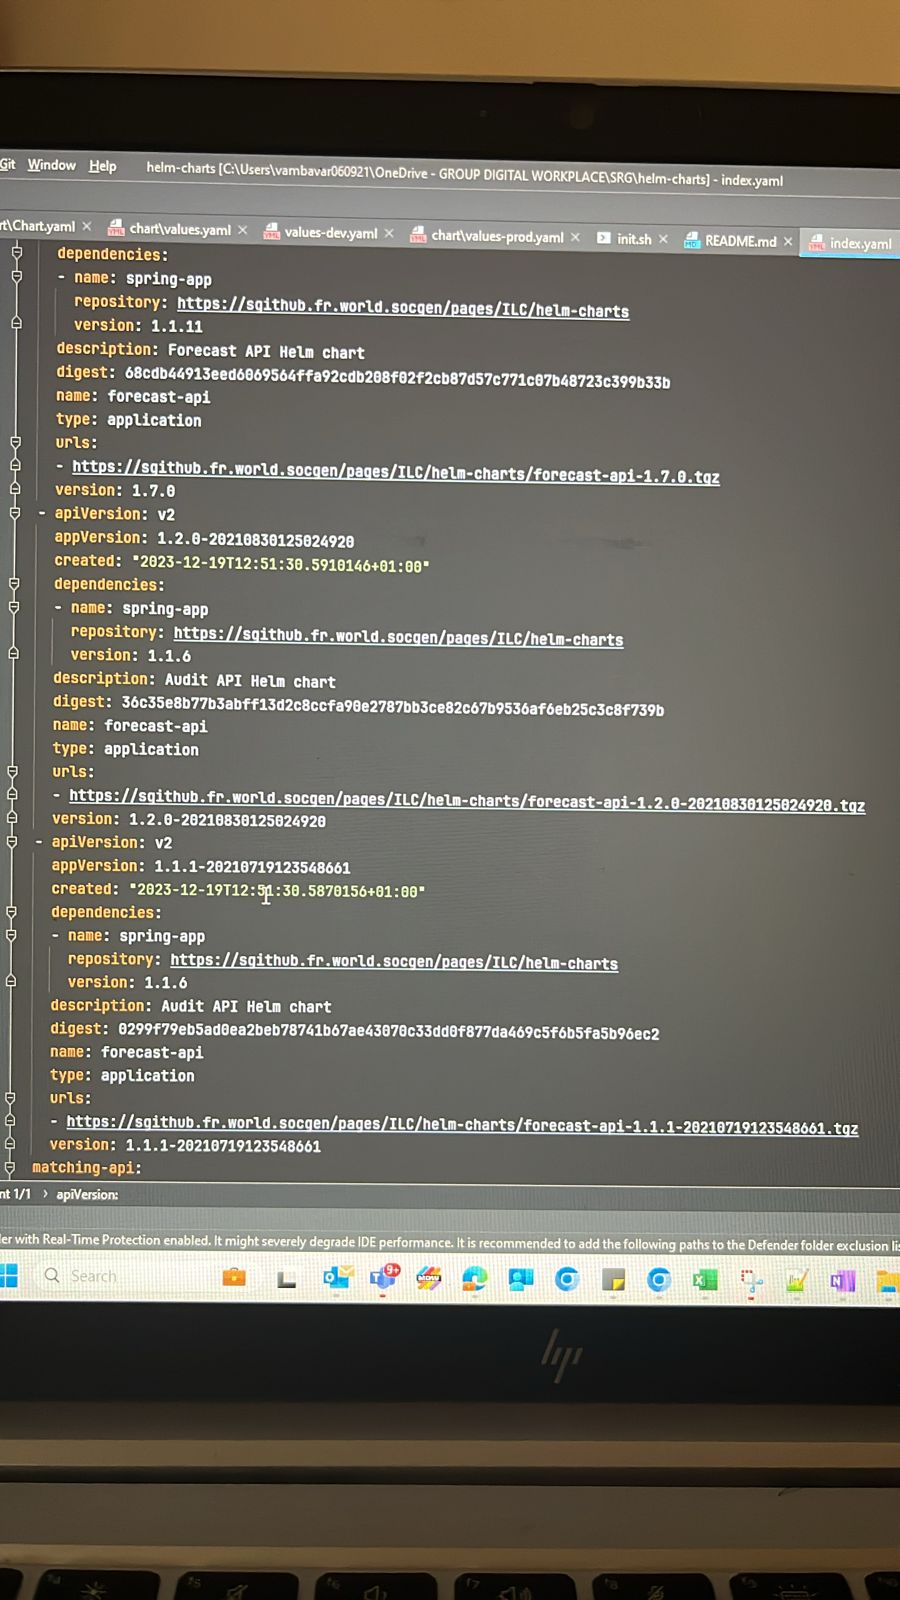 Git Window Help helm-charts [C:\Users\vambavar060921\OneDrive - GROUP DIGITAL WORKPLACE\SRG\helm-charts] - index.yaml
rt\Chart.yaml chart\values.yaml values-dev.yaml chart\values-prod.yaml init.sh README.md index.yaml
dependencies:
- name: spring-app
repository: https://sgithub.fr.world.socgen/pages/ILC/helm-charts
version: 1.1.11
description: Forecast API Helm chart
digest: 68cdb44913eed6069564ffa92cdb208f02f2cb87d57c771c07b48723c399b33b
name: forecast-api
type: application
urls:
- https://sgithub.fr.world.socgen/pages/ILC/helm-charts/forecast-api-1.7.0.tgz
version: 1.7.0
- apiVersion: v2
appVersion: 1.2.0-20210830125024920
created: "2023-12-19T12:51:30.5910146+01:00"
dependencies:
- name: spring-app
repository: https://sgithub.fr.world.socgen/pages/ILC/helm-charts
version: 1.1.6
description: Audit API Helm chart
digest: 36c35e8b77b3abff13d2c8ccfa90e2787bb3ce82c67b9536af6eb25c3c8f739b
name: forecast-api
type: application
urls:
- https://sgithub.fr.world.socgen/pages/ILC/helm-charts/forecast-api-1.2.0-20210830125024920.tgz
version: 1.2.0-20210830125024920
- apiVersion: v2
appVersion: 1.1.1-20210719123548661
created: "2023-12-19T12:51:30.5870156+01:00"
dependencies:
- name: spring-app
repository: https://sgithub.fr.world.socgen/pages/ILC/helm-charts
version: 1.1.6
description: Audit API Helm chart
digest: 0299f79eb5ad0ea2beb78741b67ae43070c33dd0f877da469c5f6b5fa5b96ec2
name: forecast-api
type: application
urls:
- https://sgithub.fr.world.socgen/pages/ILC/helm-charts/forecast-api-1.1.1-20210719123548661.tgz
version: 1.1.1-20210719123548661
matching-api:
nt 1/1 › apiVersion:
er with Real-Time Protection enabled. It might severely degrade IDE performance. It is recommended to add the following paths to the Defender folder exclusion lis
Search 9+
hp